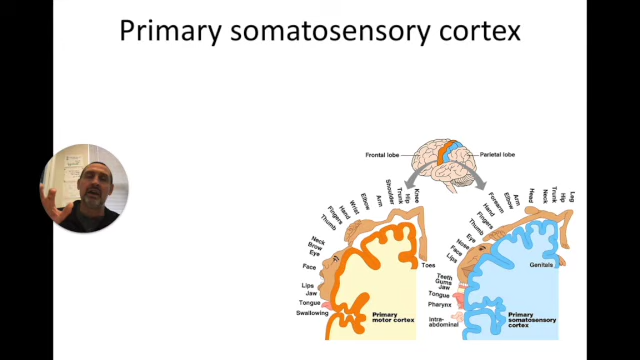 Primary somatosensory cortex
Frontal lobe
Parietal lobe
Knee
Hip
Trunk
Shoulder
Arm
Elbow
Wrist
Hand
Fingers
Thumb
Neck
Brow
Eye
Face
Lips
Jaw
Tongue
Swallowing
Toes
Primary
motor cortex
Leg
Hip
Trunk
Neck
Head
Arm
Elbow
Forearm
Hand
Fingers
Thumb
Eye
Nose
Face
Lips
Teeth
Gums
Jaw
Tongue
Pharynx
Intra-
abdominal
Genitals
Primary
somatosensory
cortex